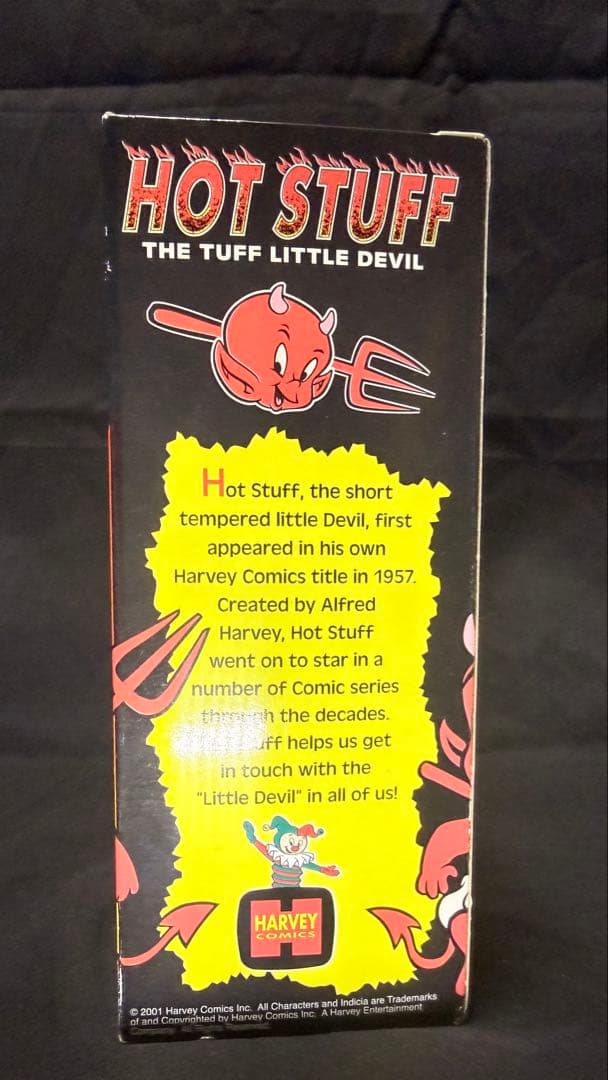 HOT STUFF
THE TUFF LITTLE DEVIL
Hot Stuff, the short
tempered little Devil, first
appeared in his own
Harvey Comics title in 1957.
Created by Alfred
Harvey, Hot Stuff
went on to star in a
number of Comic series
through the decades.
Stuff helps us get
in touch with the
"Little Devil" in all of us!
HARVEY
COMICS
© 2001 Harvey Comics Inc. All Characters and Indicia are Trademarks
of and Copyrighted by Harvey Comics Inc. A Harvey Entertainment